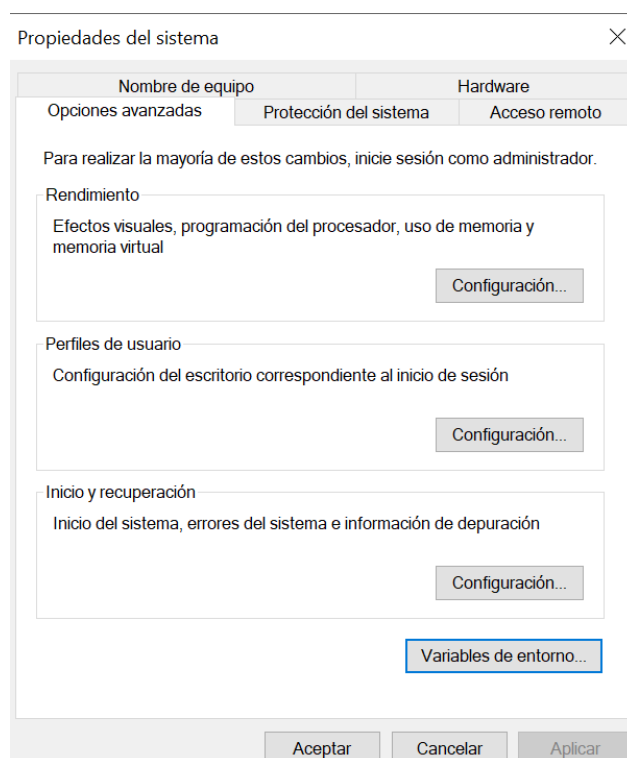 Propiedades del sistema
Nombre de equipo
Hardware
Opciones avanzadas
Protección del sistema
Acceso remoto
Para realizar la mayoría de estos cambios, inicie sesión como administrador.
Rendimiento
Efectos visuales, programación del procesador, uso de memoria y
memoria virtual
Configuración...
Perfiles de usuario
Configuración del escritorio correspondiente al inicio de sesión
Configuración...
Inicio y recuperación
Inicio del sistema, errores del sistema e información de depuración
Configuración...
Variables de entorno...
Aceptar
Cancelar
Aplicar